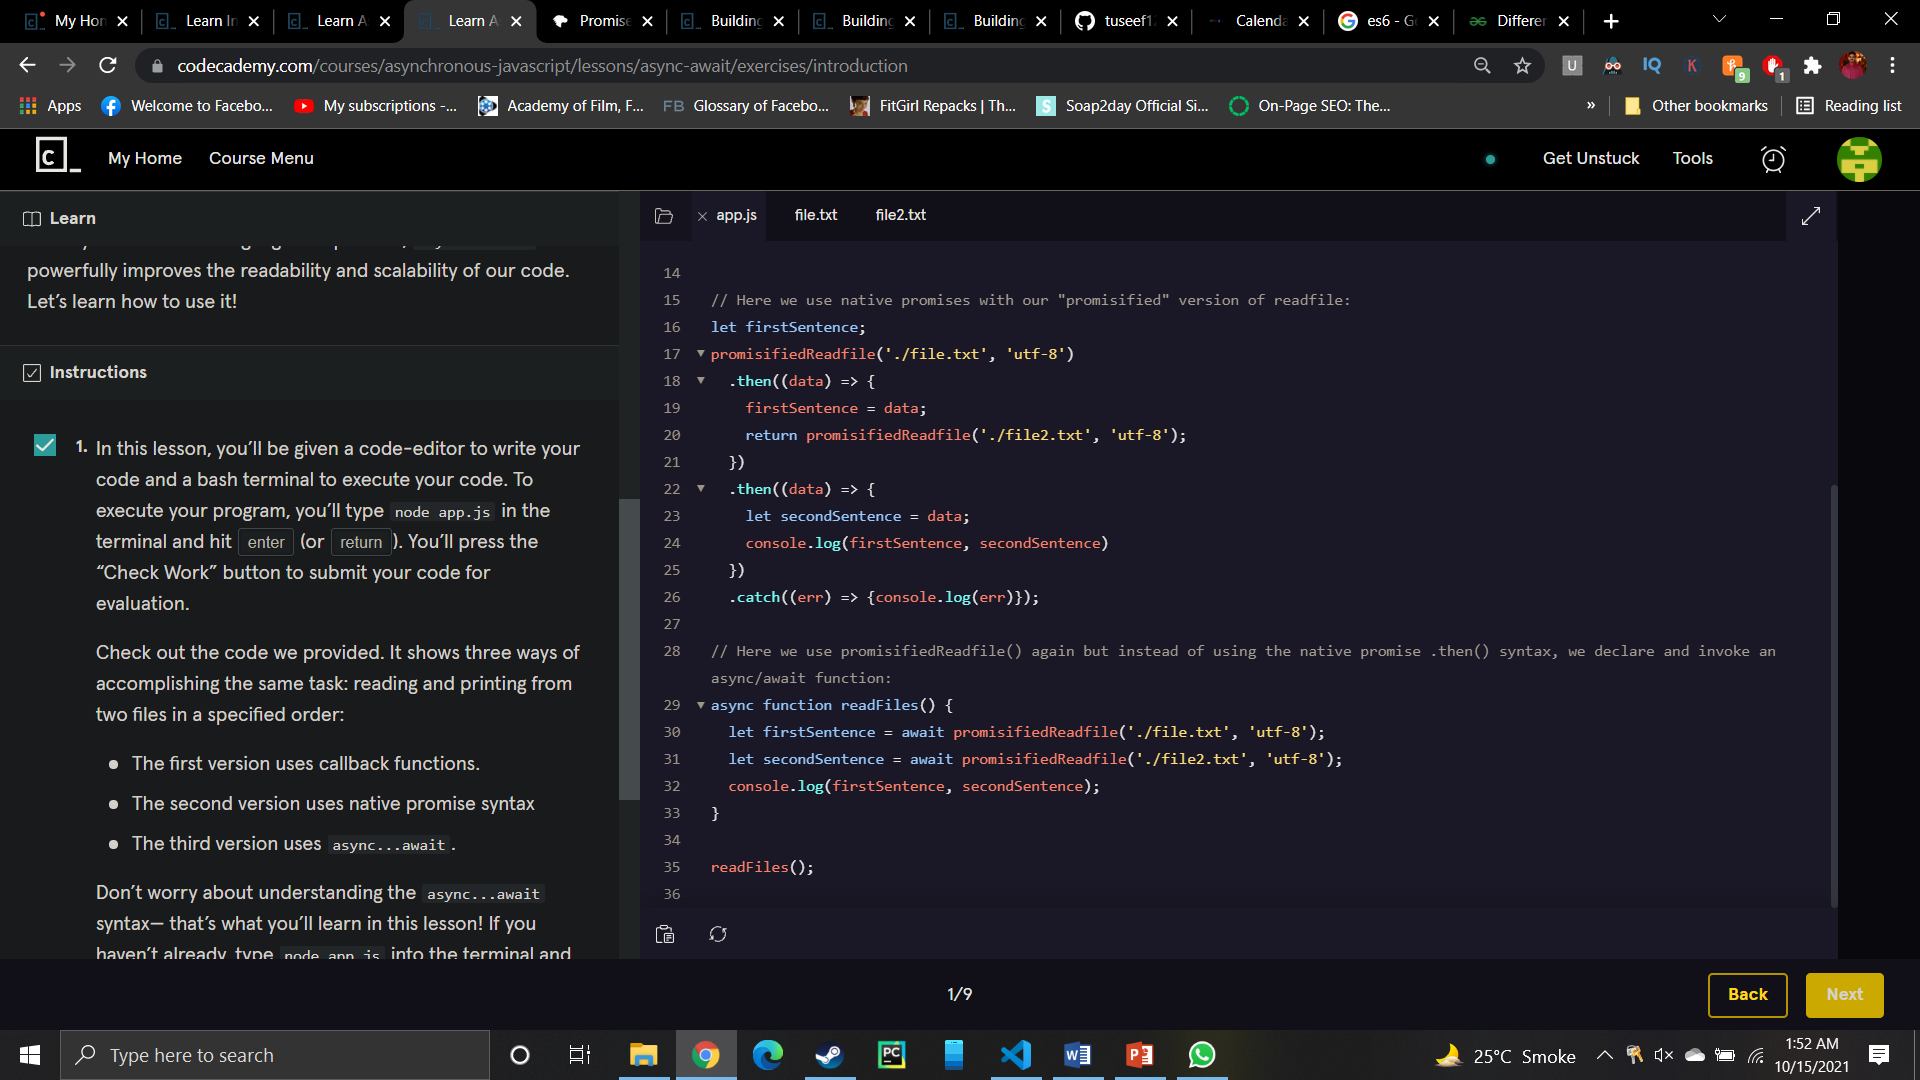 My Hor
Learn In
Learn A
Learn A
Promise
Building
Building
Building
tuseef12
Calenda
es6 - Go
Differen
codecademy.com/courses/asynchronous-javascript/lessons/async-await/exercises/introduction
U
IQ
K
9
1
Apps
Welcome to Facebo...
My subscriptions -...
Academy of Film, F...
FB Glossary of Facebo...
FitGirl Repacks | Th...
S Soap2day Official Si...
On-Page SEO: The...
»
Other bookmarks
Reading list
My Home
Course Menu
Get Unstuck
Tools
Learn
powerfully improves the readability and scalability of our code.
Let's learn how to use it!
Instructions
1. In this lesson, you'll be given a code-editor to write your
code and a bash terminal to execute your code. To
execute your program, you'll type node app.js in the
terminal and hit enter (or return). You'll press the
“Check Work” button to submit your code for
evaluation.
Check out the code we provided. It shows three ways of
accomplishing the same task: reading and printing from
two files in a specified order:
● The first version uses callback functions.
● The second version uses native promise syntax
● The third version uses async...await.
Don't worry about understanding the async...await
syntax— that's what you'll learn in this lesson! If you
haven't already, type node app.js into the terminal and
app.js
file.txt
file2.txt
14
15 // Here we use native promises with our "promisified" version of readfile:
16 let firstSentence;
17 promisifiedReadfile('./file.txt', 'utf-8')
18 .then((data) => {
19 firstSentence = data;
20 return promisifiedReadfile('./file2.txt', 'utf-8');
21 })
22 .then((data) => {
23 let secondSentence = data;
24 console.log(firstSentence, secondSentence)
25 })
26 .catch((err) => {console.log(err)});
27
28 // Here we use promisifiedReadfile() again but instead of using the native promise .then() syntax, we declare and invoke an
async/await function:
29 async function readFiles() {
30 let firstSentence = await promisifiedReadfile('./file.txt', 'utf-8');
31 let secondSentence = await promisifiedReadfile('./file2.txt', 'utf-8');
32 console.log(firstSentence, secondSentence);
33 }
34
35 readFiles();
36
1/9
Back
Next
Type here to search
25°C Smoke
1:52 AM
10/15/2021